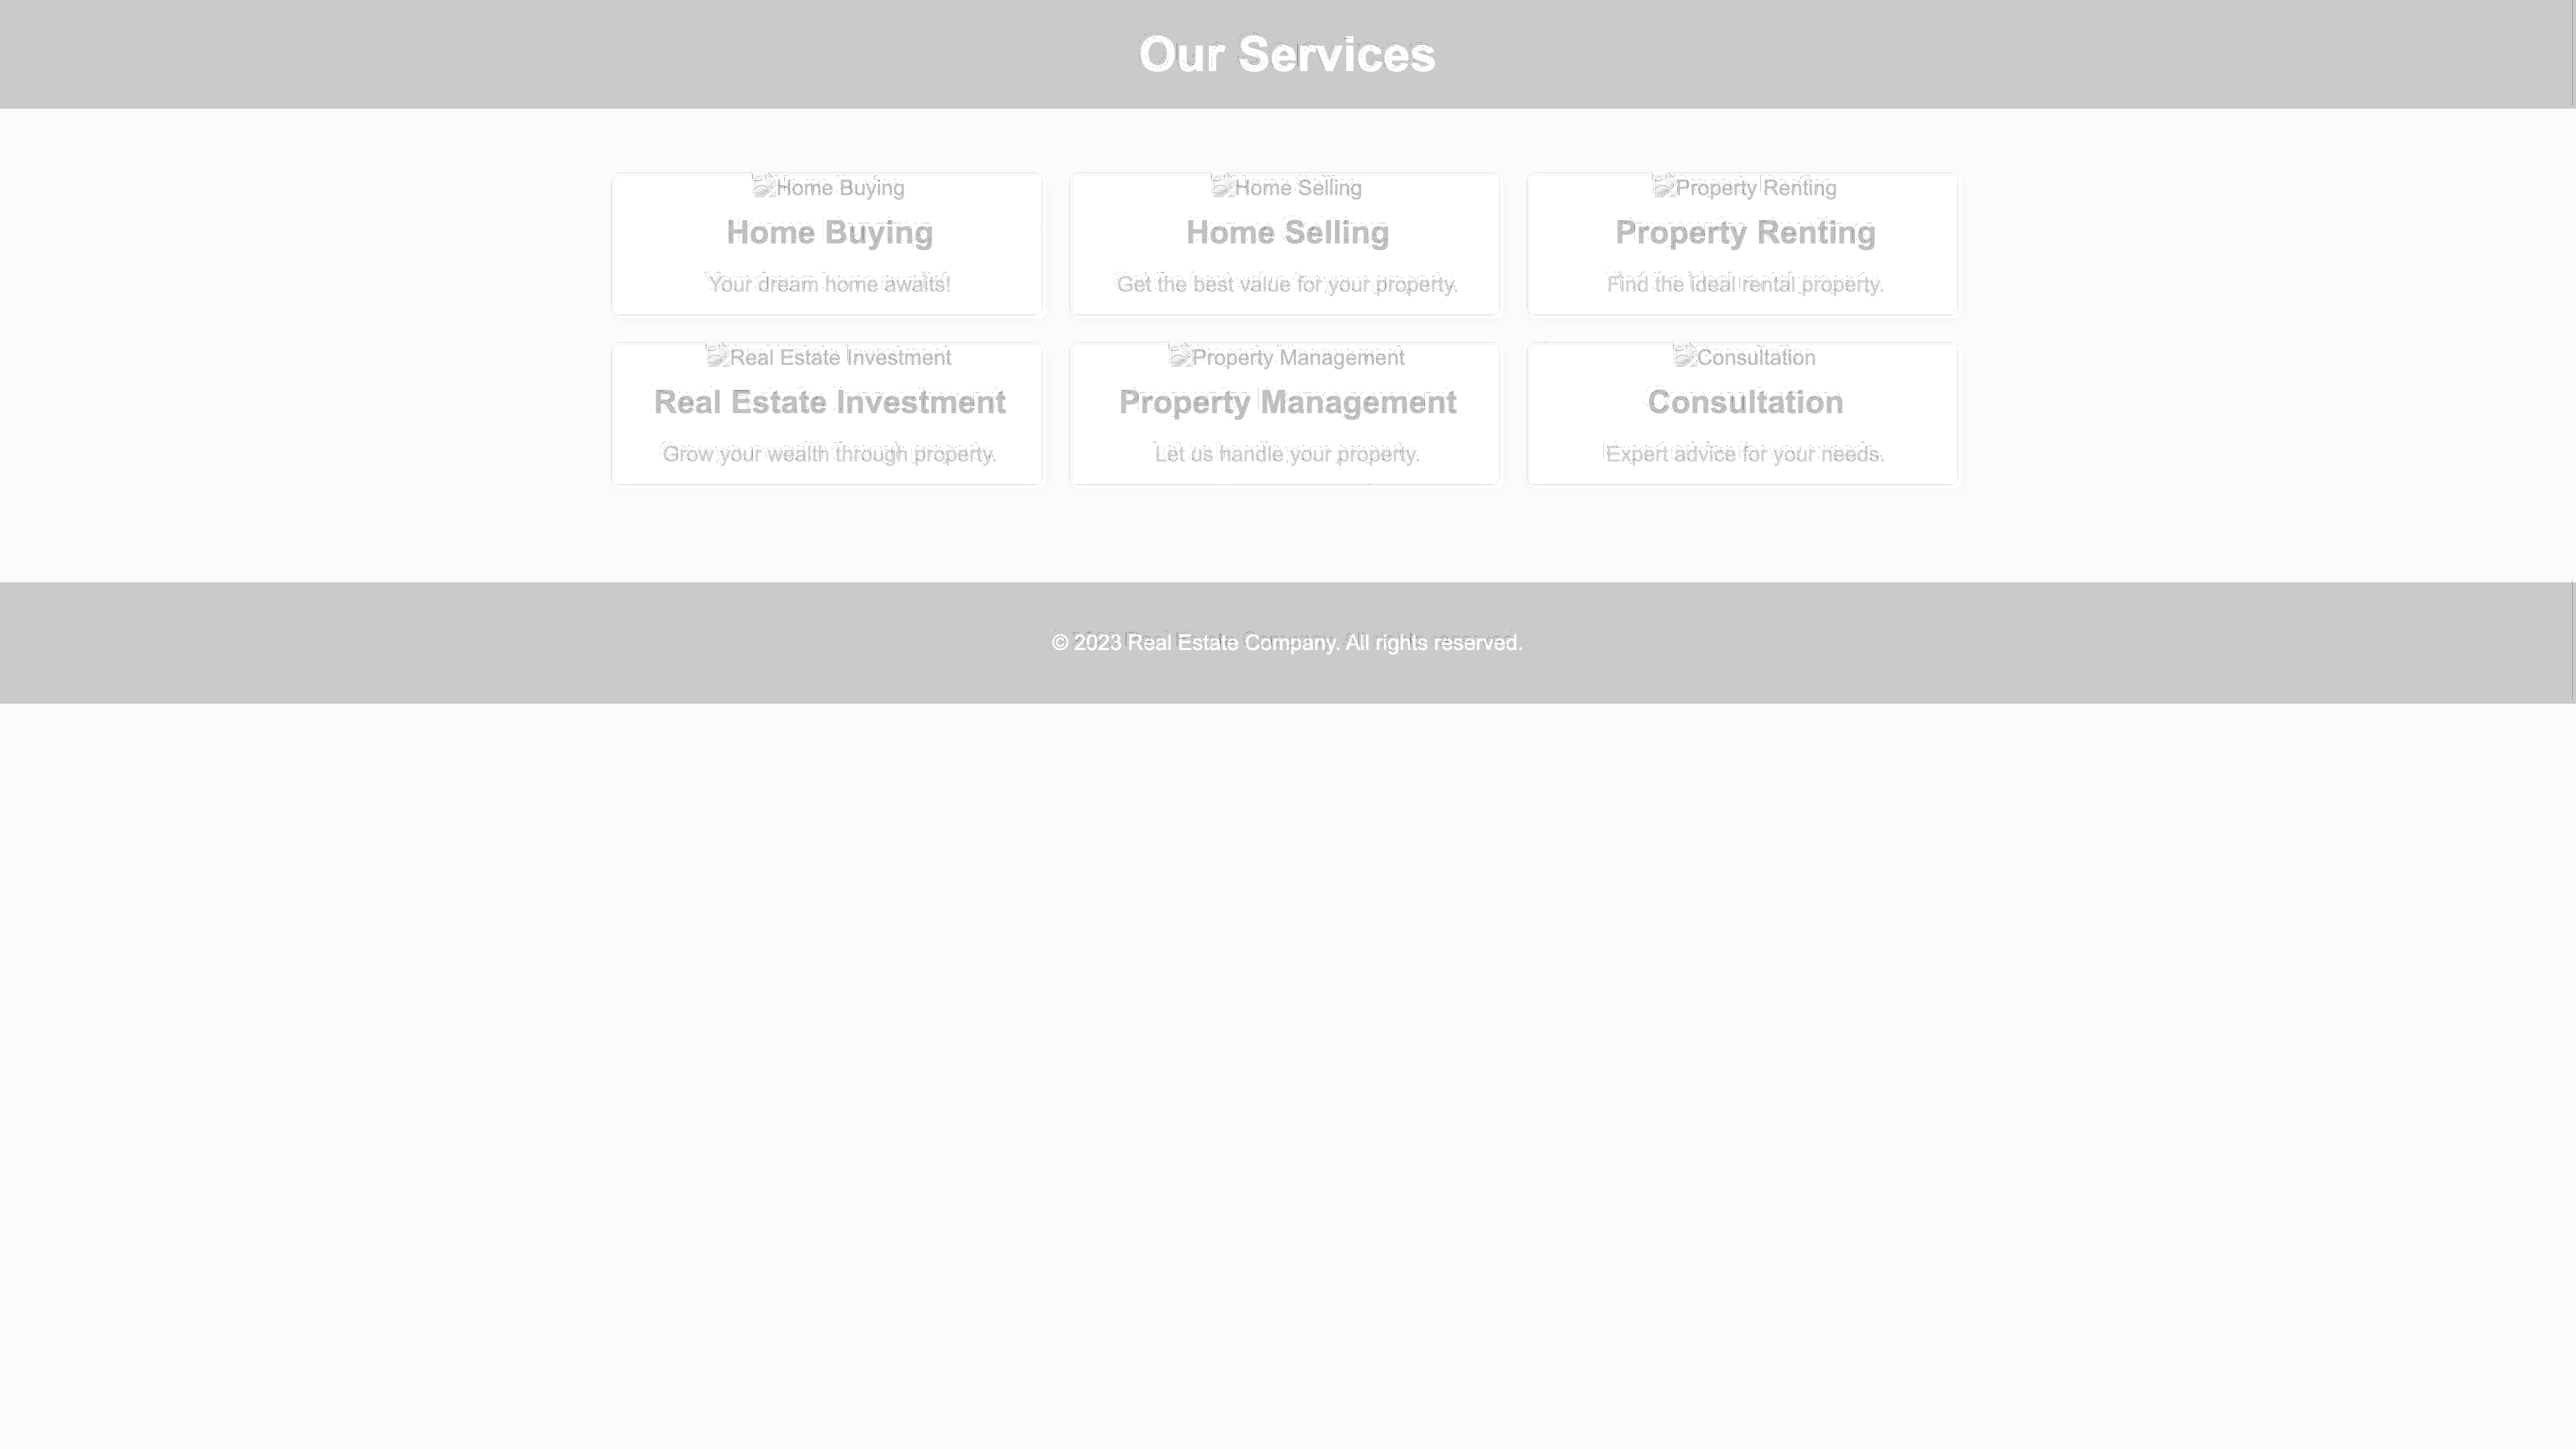 Our Services
Home Buying
Home Selling
Property Renting
Home Buying
Home Selling
Property Renting
Your dream home awaits!
Get the best value for your property.
Find the ideal rental property.
Real Estate Investment
Property Management
Consultation
Real Estate Investment
Property Management
Consultation
Grow your wealth through property.
Let us handle your property.
Expert advice for your needs.
© 2023 Real Estate Company. All rights reserved.